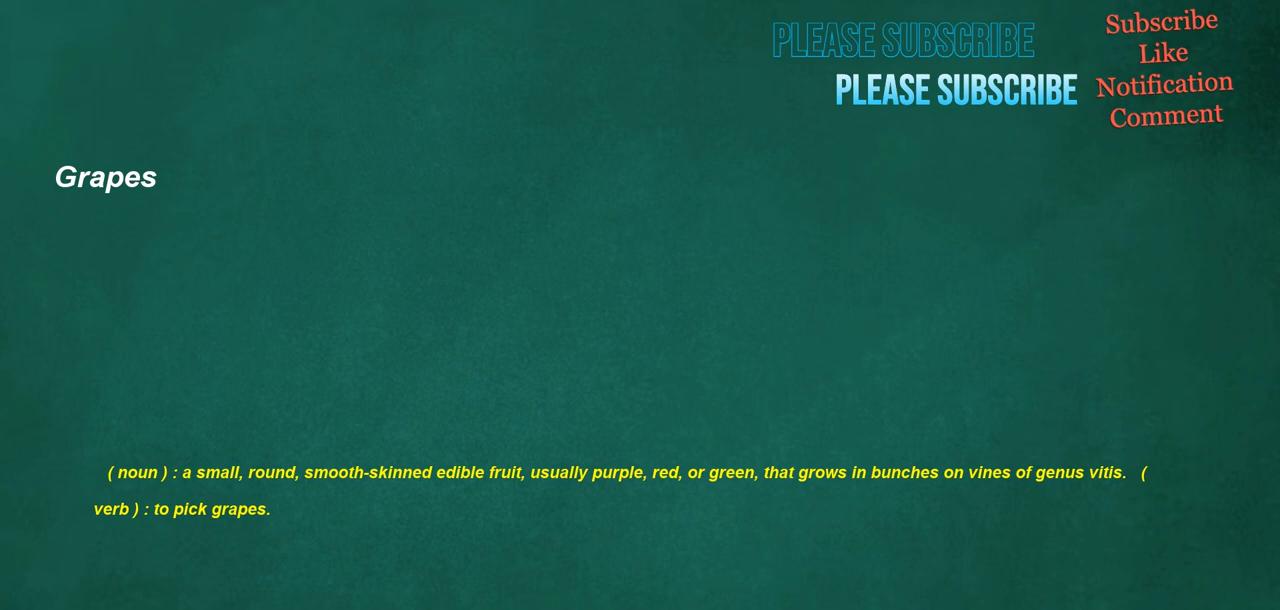 PLEASE SUBSCRIBE
PLEASE SUBSCRIBE
Subscribe
Like
Notification
Comment
Grapes
( noun ) : a small, round, smooth-skinned edible fruit, usually purple, red, or green, that grows in bunches on vines of genus vitis. (
verb ) : to pick grapes.